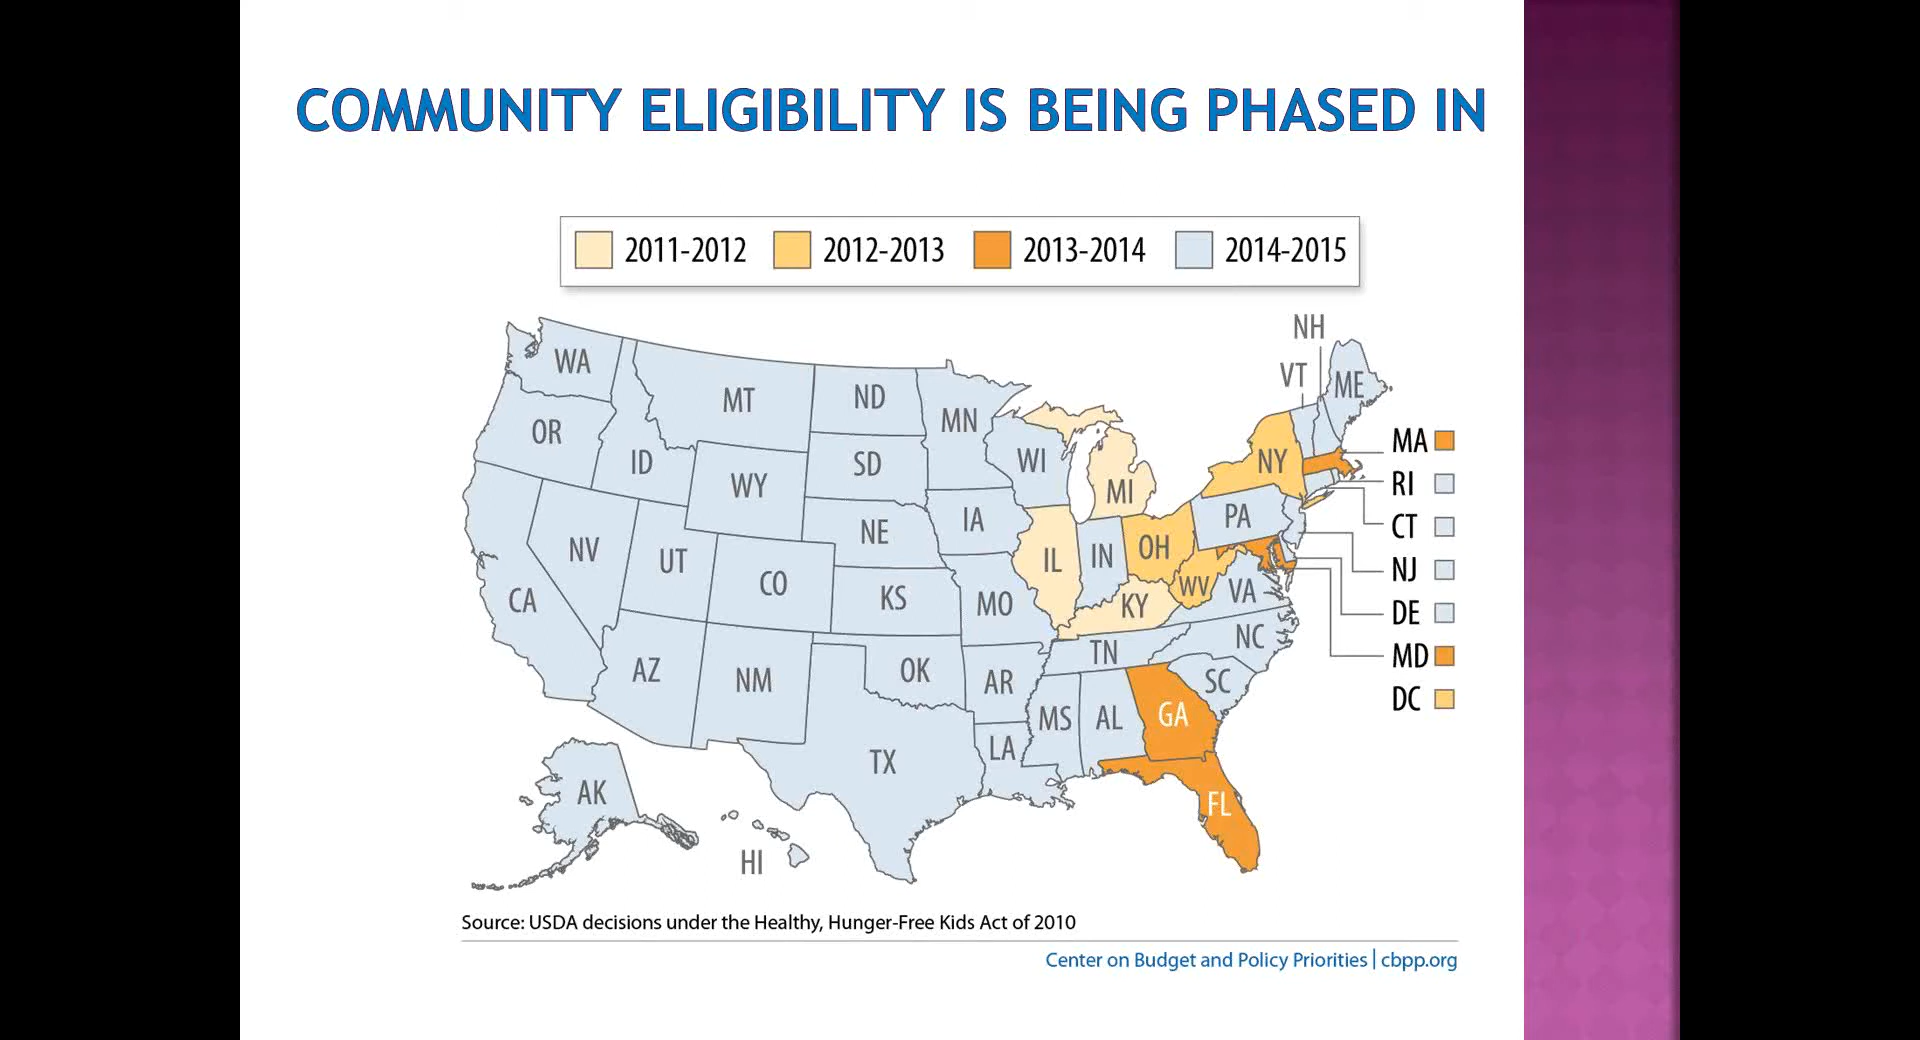 COMMUNITY ELIGIBILITY IS BEING PHASED IN
2011-2012 2012-2013 2013-2014 2014-2015
NH
VT
ME
WA
MT
ND
MN
OR
ID
SD
WI
NY
MA
WY
MI
RI
IA
PA
CT
NE
NV
UT
IL
IN
OH
NJ
CO
CA
KS
MO
KY
WV
VA
DE
NC
MD
TN
AZ
NM
OK
AR
SC
DC
MS
AL
GA
LA
TX
AK
FL
HI
Source: USDA decisions under the Healthy, Hunger-Free Kids Act of 2010
Center on Budget and Policy Priorities | cbpp.org